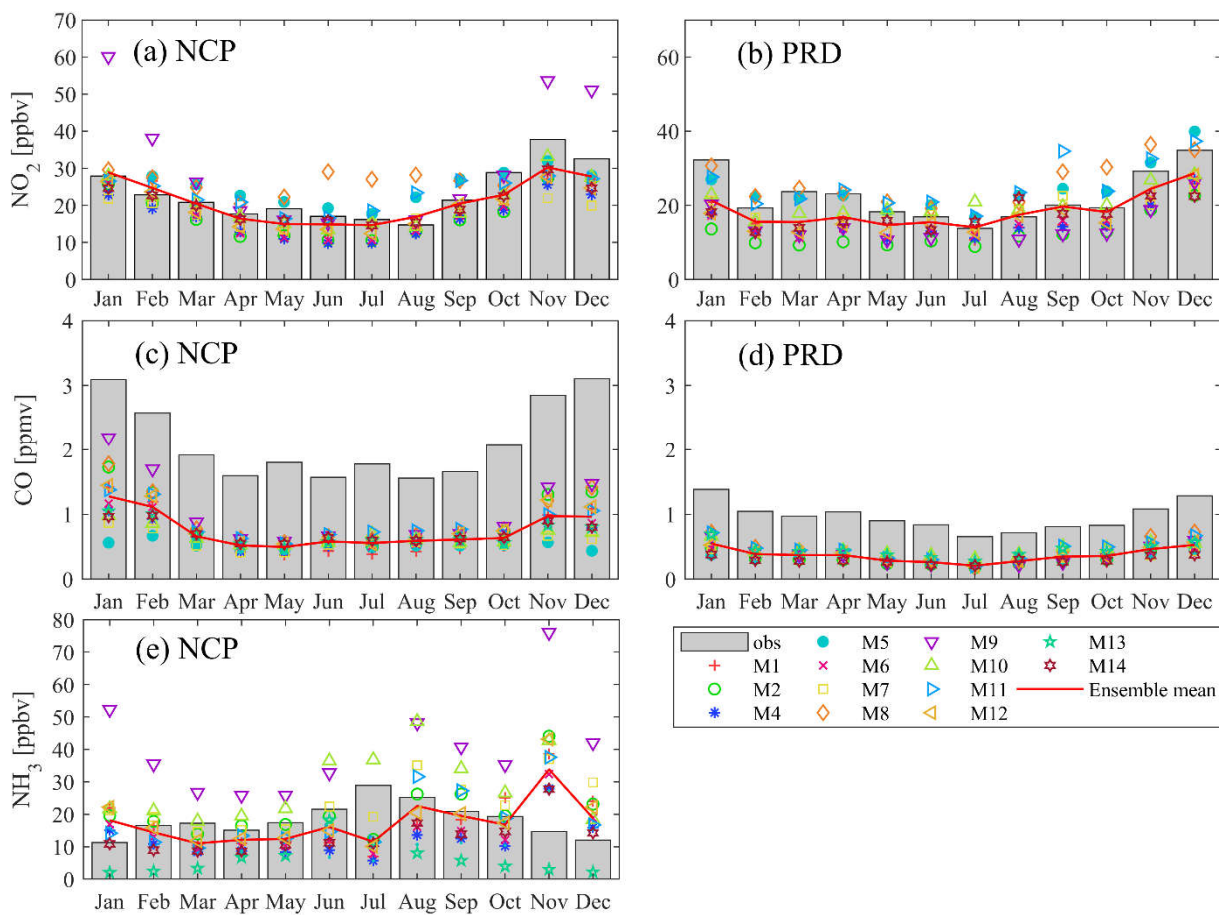 (a) NCP
NO2 [ppbv]
70
60
50
40
30
20
10
0
Jan Feb Mar Apr May Jun Jul Aug Sep Oct Nov Dec
(b) PRD
60
40
20
0
Jan Feb Mar Apr May Jun Jul Aug Sep Oct Nov Dec
(c) NCP
CO [ppmv]
4
3
2
1
0
Jan Feb Mar Apr May Jun Jul Aug Sep Oct Nov Dec
(d) PRD
4
3
2
1
0
Jan Feb Mar Apr May Jun Jul Aug Sep Oct Nov Dec
(e) NCP
NH3 [ppbv]
80
70
60
50
40
30
20
10
0
Jan Feb Mar Apr May Jun Jul Aug Sep Oct Nov Dec
obs M5 M9 M13
M1 M6 M10 M14
M2 M7 M11 Ensemble mean
M4 M8 M12